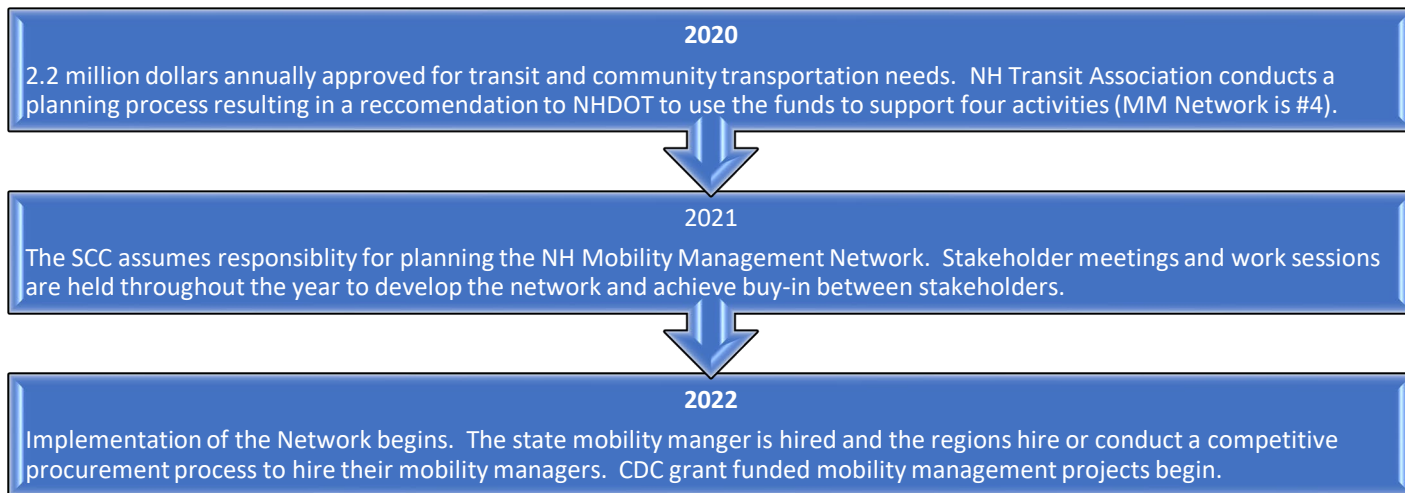 2020
2.2 million dollars annually approved for transit and community transportation needs.  NH Transit Association conducts a
planning process resulting in a reccomendation to NHDOT to use the funds to support four activities (MM Network is #4).
2021
The SCC assumes responsiblity for planning the NH Mobility Management Network.  Stakeholder meetings and work sessions
are held throughout the year to develop the network and achieve buy-in between stakeholders.
2022
Implementation of the Network begins.  The state mobility manger is hired and the regions hire or conduct a competitive
procurement process to hire their mobility managers.  CDC grant funded mobility management projects begin.